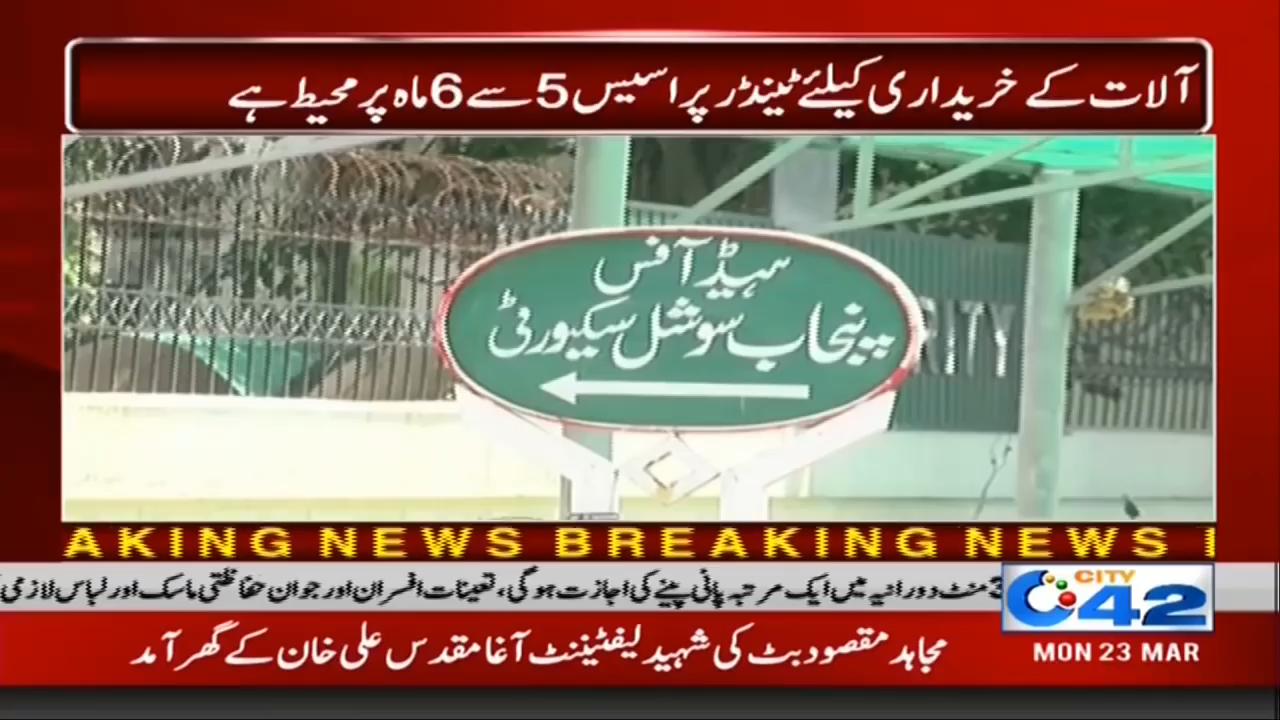 آلات کے خریداری کیلئے ٹینڈر پراسیس 5 سے 6 ماہ پر محیط ہے
ہیڈ آفس
پنجاب سوشل سیکیورٹی
RITY
AKING NEWS BREAKING NEWS
منٹ دورانیہ میں ایک مرتبہ پانی پینے کی اجازت ہوگی، تعینات افسران اور جوان حفاظتی ماسک اور لباس لازمی
CITY
42
مجاہد مقصود بٹ کی شہید لیفٹیننٹ آغا مقدس علی خان کے گھر آمد
MON 23 MAR